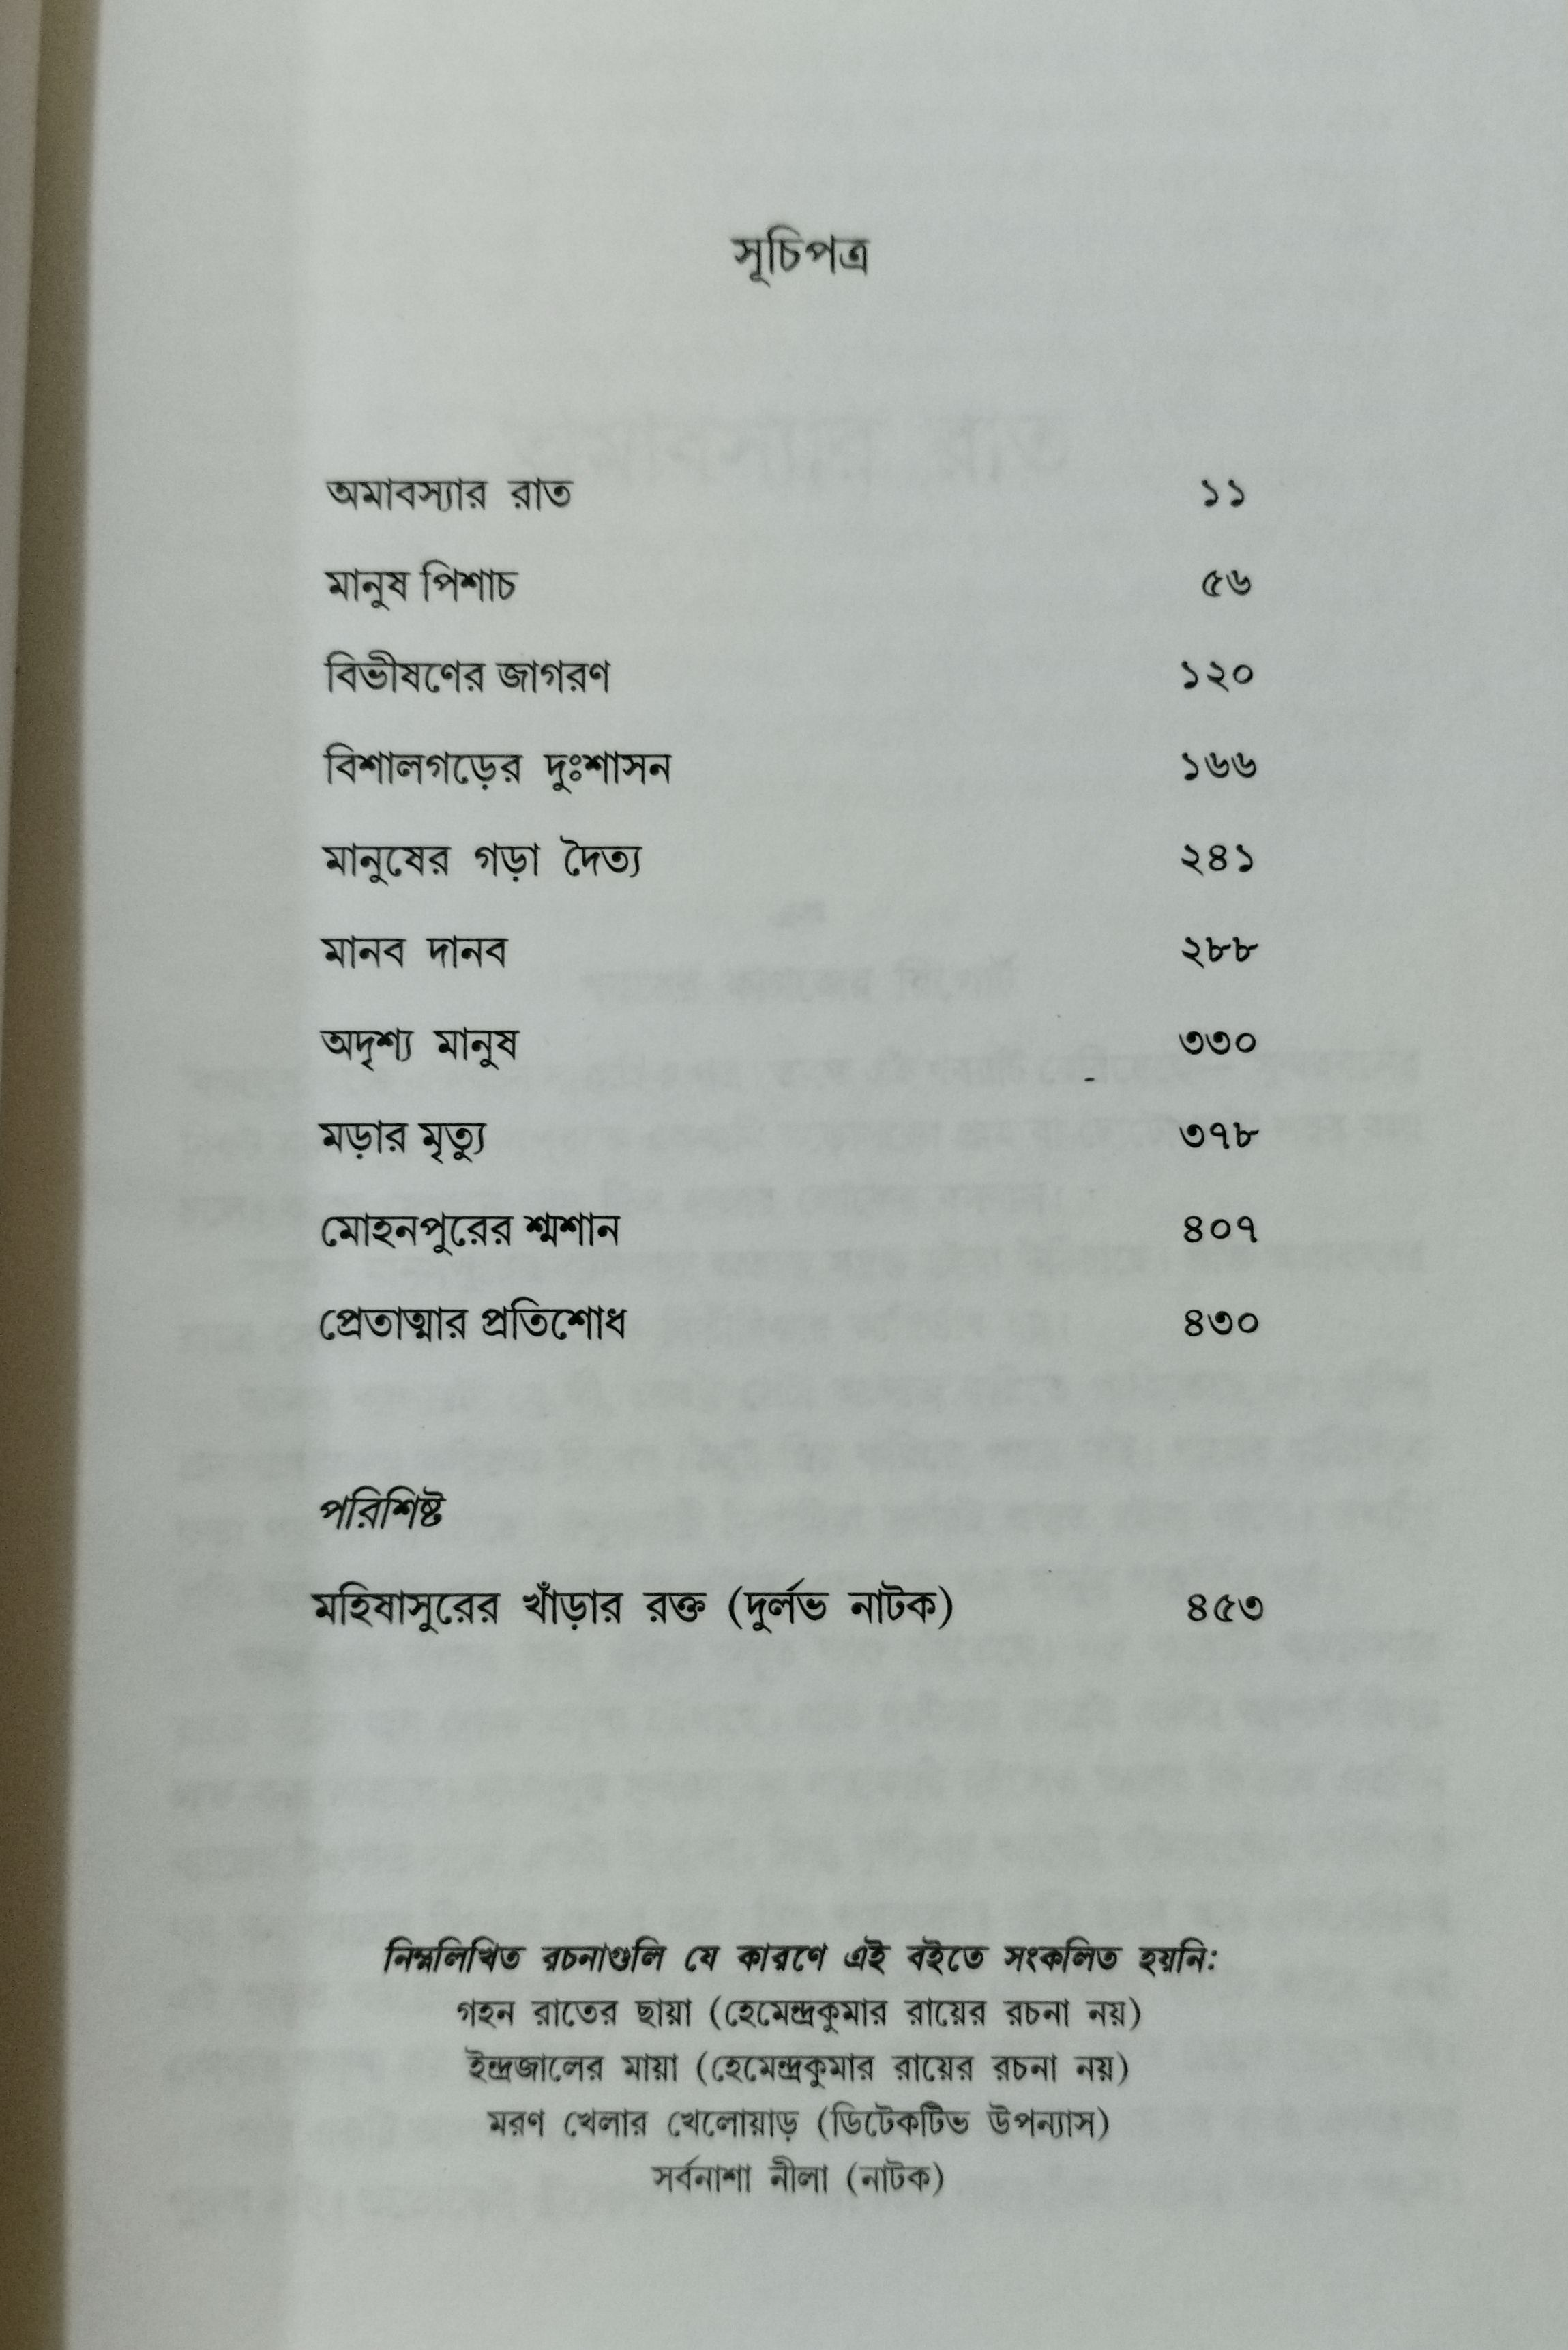 সূচিপত্র
অমাবস্যার রাত ১১
মানুষ পিশাচ ৫৬
বিভীষণের জাগরণ ১২০
বিশালগড়ের দুঃশাসন ১৬৬
মানুষের গড়া দৈত্য ২৪১
মানব দানব ২৮৮
অদৃশ্য মানুষ ৩৩০
মড়ার মৃত্যু ৩৭৮
মোহনপুরের শ্মশান ৪০৭
প্রেতাত্মার প্রতিশোধ ৪৩০
পরিশিষ্ট
মহিষাসুরের খাঁড়ার রক্ত (দুর্লভ নাটক) ৪৫৩
নিম্নলিখিত রচনাগুলি যে কারণে এই বইতে সংকলিত হয়নি:
গহন রাতের ছায়া (হেমেন্দ্রকুমার রায়ের রচনা নয়)
ইন্দ্রজালের মায়া (হেমেন্দ্রকুমার রায়ের রচনা নয়)
মরণ খেলার খেলোয়াড় (ডিটেকটিভ উপন্যাস)
সর্বনাশা নীলা (নাটক)